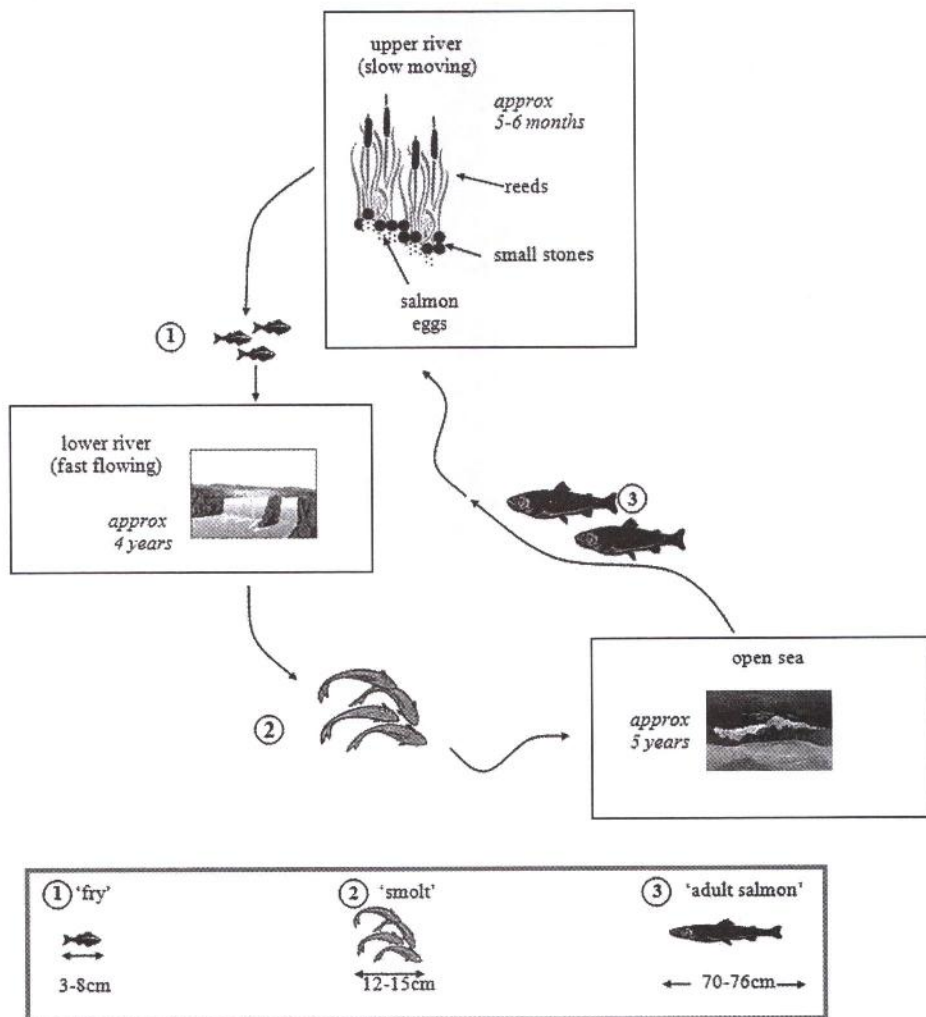 upper river
(slow moving)
approx
5-6 months
reeds
small stones
salmon
eggs
1
lower river
(fast flowing)
approx
4 years
3
2
open sea
approx
5 years
1 'fry'
3-8cm
2 'smolt'
12-15cm
3 'adult salmon'
70-76cm